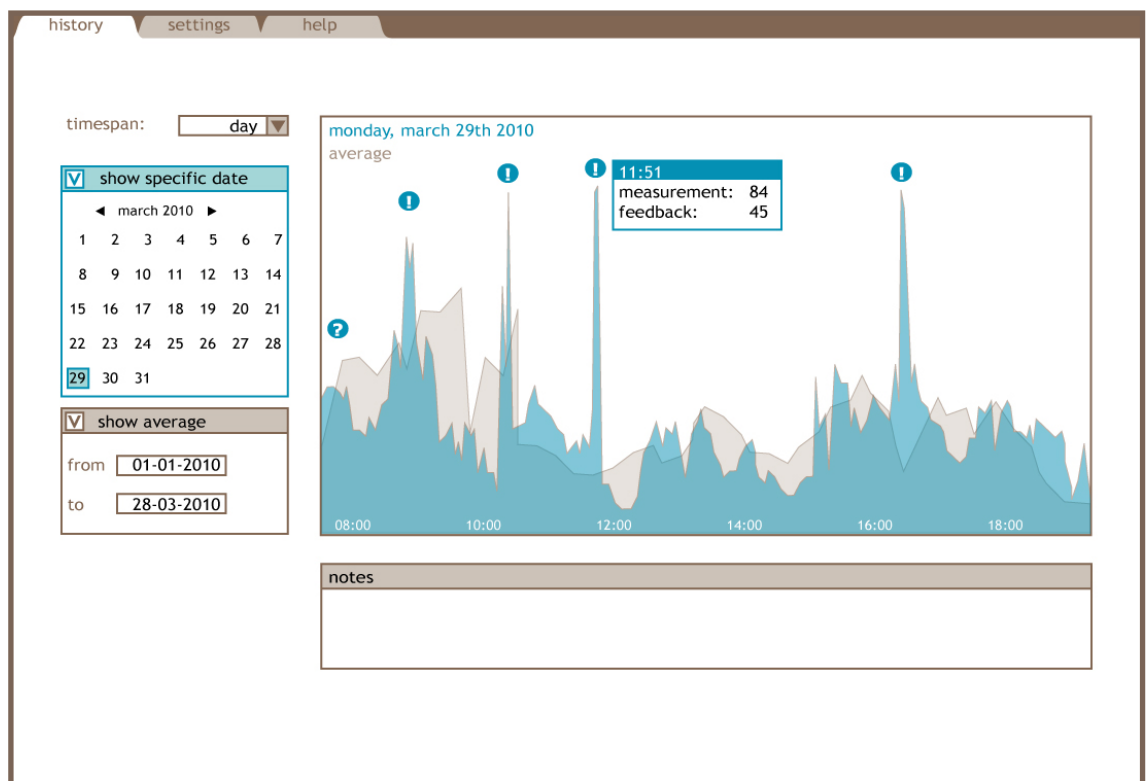 history settings help
timespan: day
V show specific date
◄ march 2010 ►
1 2 3 4 5 6 7
8 9 10 11 12 13 14
15 16 17 18 19 20 21
22 23 24 25 26 27 28
29 30 31
V show average
from 01-01-2010
to 28-03-2010
monday, march 29th 2010
average
?
!
!
!
11:51
measurement: 84
feedback: 45
!
08:00 10:00 12:00 14:00 16:00 18:00
notes